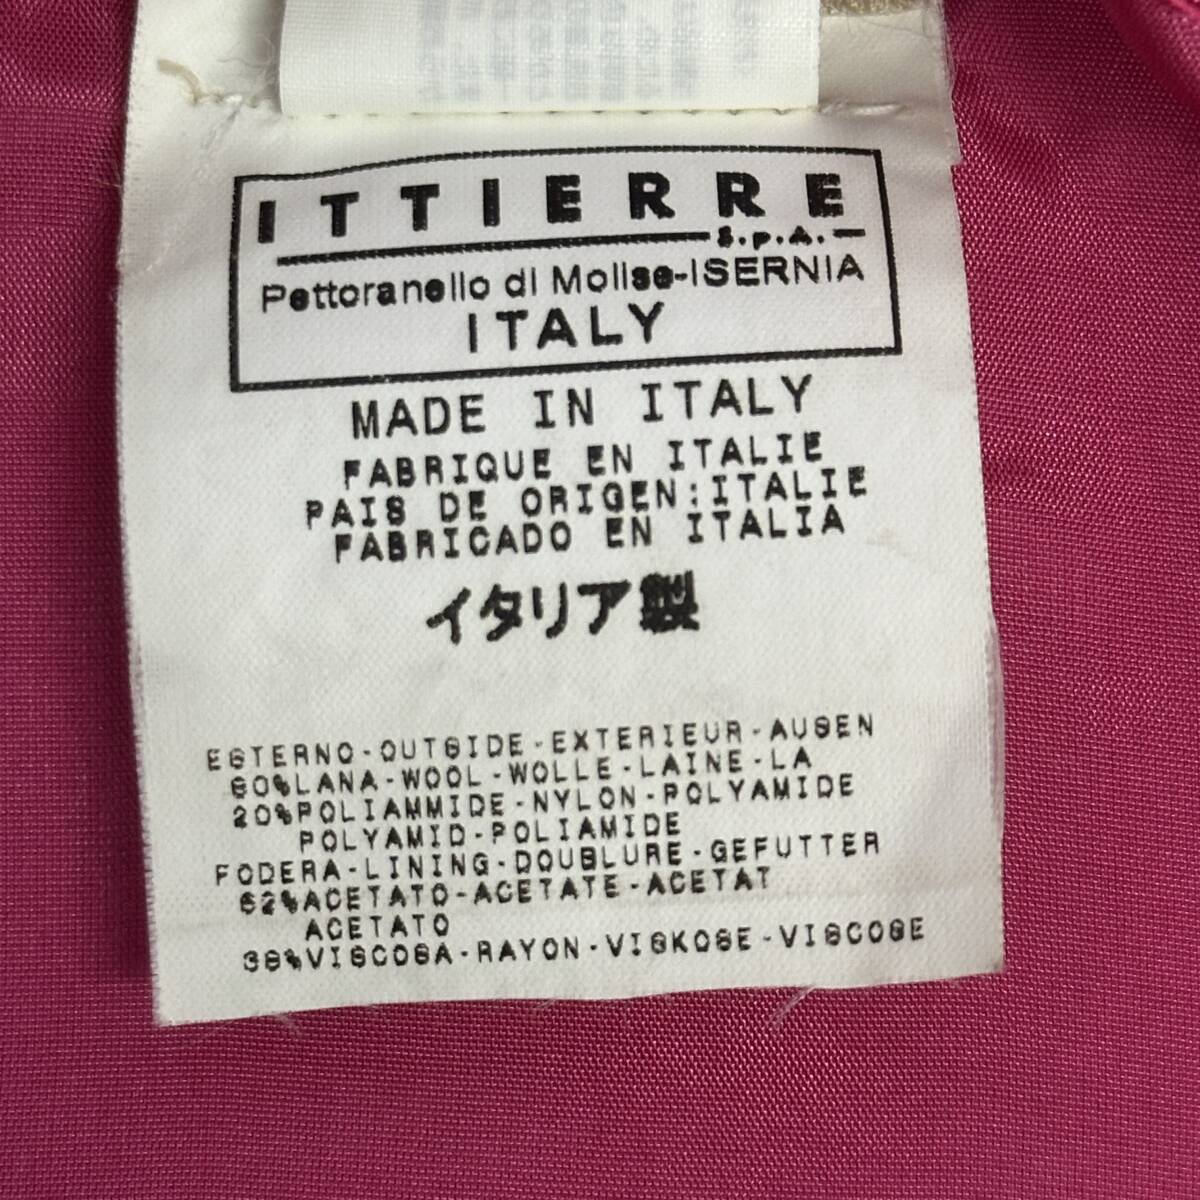 ITTIERRE
S.p.A.
Pettoranello di Molise-ISERNIA
ITALY
MADE IN ITALY
FABRIQUE EN ITALIE
PAIS DE ORIGEN:ITALIE
FABRICADO EN ITALIA
イタリア製
ESTERNO-OUTSIDE-EXTERIEUR-AUSEN
80%LANA-WOOL-WOLLE-LAINE-LA
20%POLIAMMIDE-NYLON-POLYAMIDE
POLYAMID-POLIAMIDE
FODERA-LINING-DOUBLURE-GEFUTTER
62%ACETATO-ACETATE-ACETAT
ACETATO
38%VISCOSA-RAYON-VISKOSE-VISCOSE